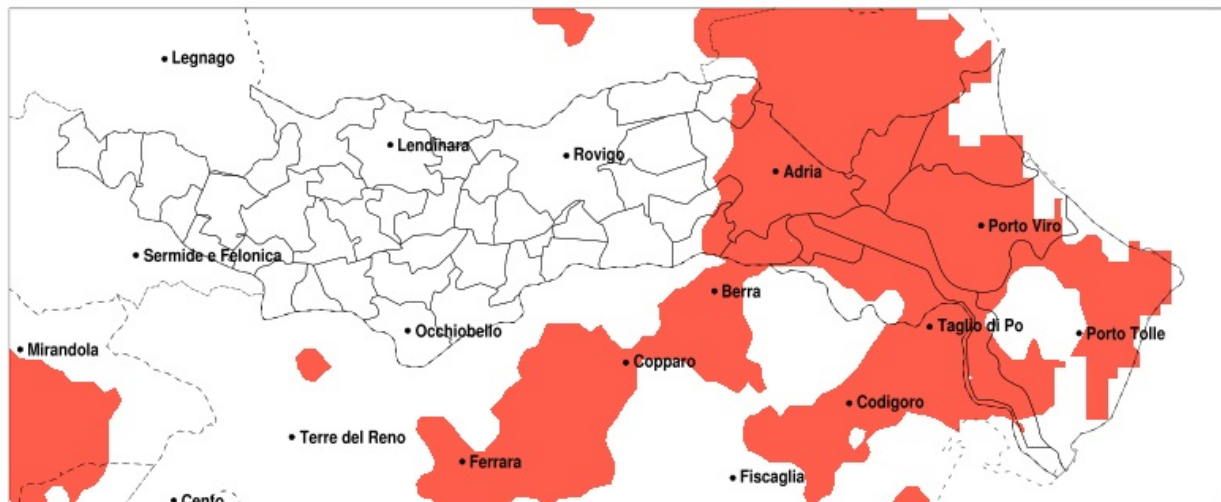 Legnago
Lendinara
Rovigo
Adria
Porto Viro
Sermide e Felonica
Berra
Occhiobello
Taglio di Po
Porto Tolle
Mirandola
Copparo
Codigoro
Terre del Reno
Ferrara
Fiscaglia
Cento